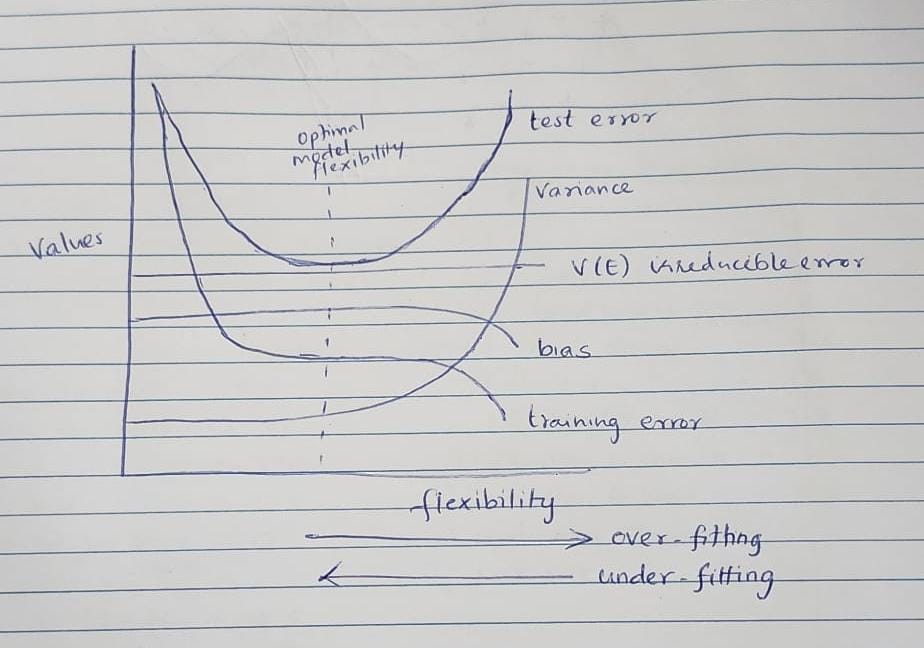 optimal
model
flexibility
test error
variance
Values
V(E) irreducible error
bias
training error
flexibility
over-fitting
under-fitting